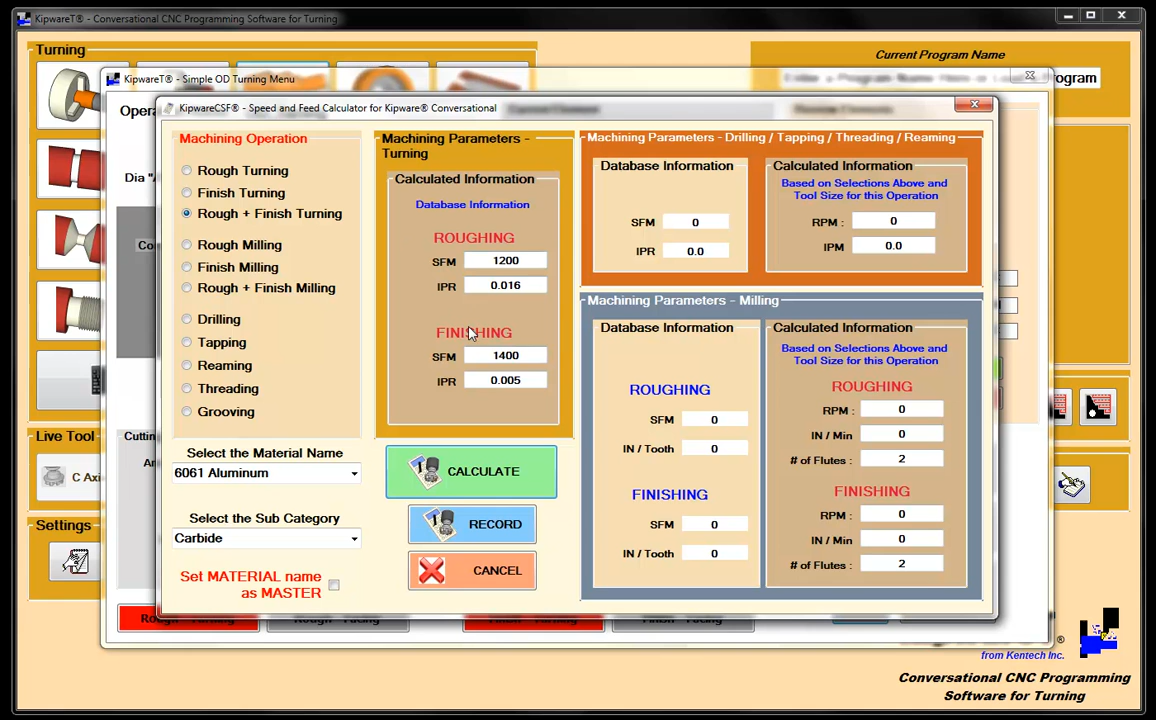 KipwareT® - Conversational CNC Programming Software for Turning
Turning
Current Program Name
KipwareT® - Simple OD Turning Menu
Program
Opera
KipwareCSF® - Speed and Feed Calculator for Kipware® Conversational
Machining Operation
Rough Turning
Finish Turning
Rough + Finish Turning
Rough Milling
Finish Milling
Rough + Finish Milling
Drilling
Tapping
Reaming
Threading
Grooving
Select the Material Name
6061 Aluminum
Select the Sub Category
Carbide
Set MATERIAL name
as MASTER
Machining Parameters -
Turning
Calculated Information
Database Information
ROUGHING
SFM 1200
IPR 0.016
FINISHING
SFM 1400
IPR 0.005
CALCULATE
RECORD
CANCEL
Machining Parameters - Drilling / Tapping / Threading / Reaming
Database Information
SFM 0
IPR 0.0
Calculated Information
Based on Selections Above and
Tool Size for this Operation
RPM : 0
IPM 0.0
Machining Parameters - Milling
Database Information
ROUGHING
SFM 0
IN / Tooth 0
FINISHING
SFM 0
IN / Tooth 0
Calculated Information
Based on Selections Above and
Tool Size for this Operation
ROUGHING
RPM : 0
IN / Min 0
# of Flutes : 2
FINISHING
RPM : 0
IN / Min 0
# of Flutes : 2
Dia "
Co
Cutting
Live Tool
C Axi
Settings
®
from Kentech Inc.
Conversational CNC Programming
Software for Turning